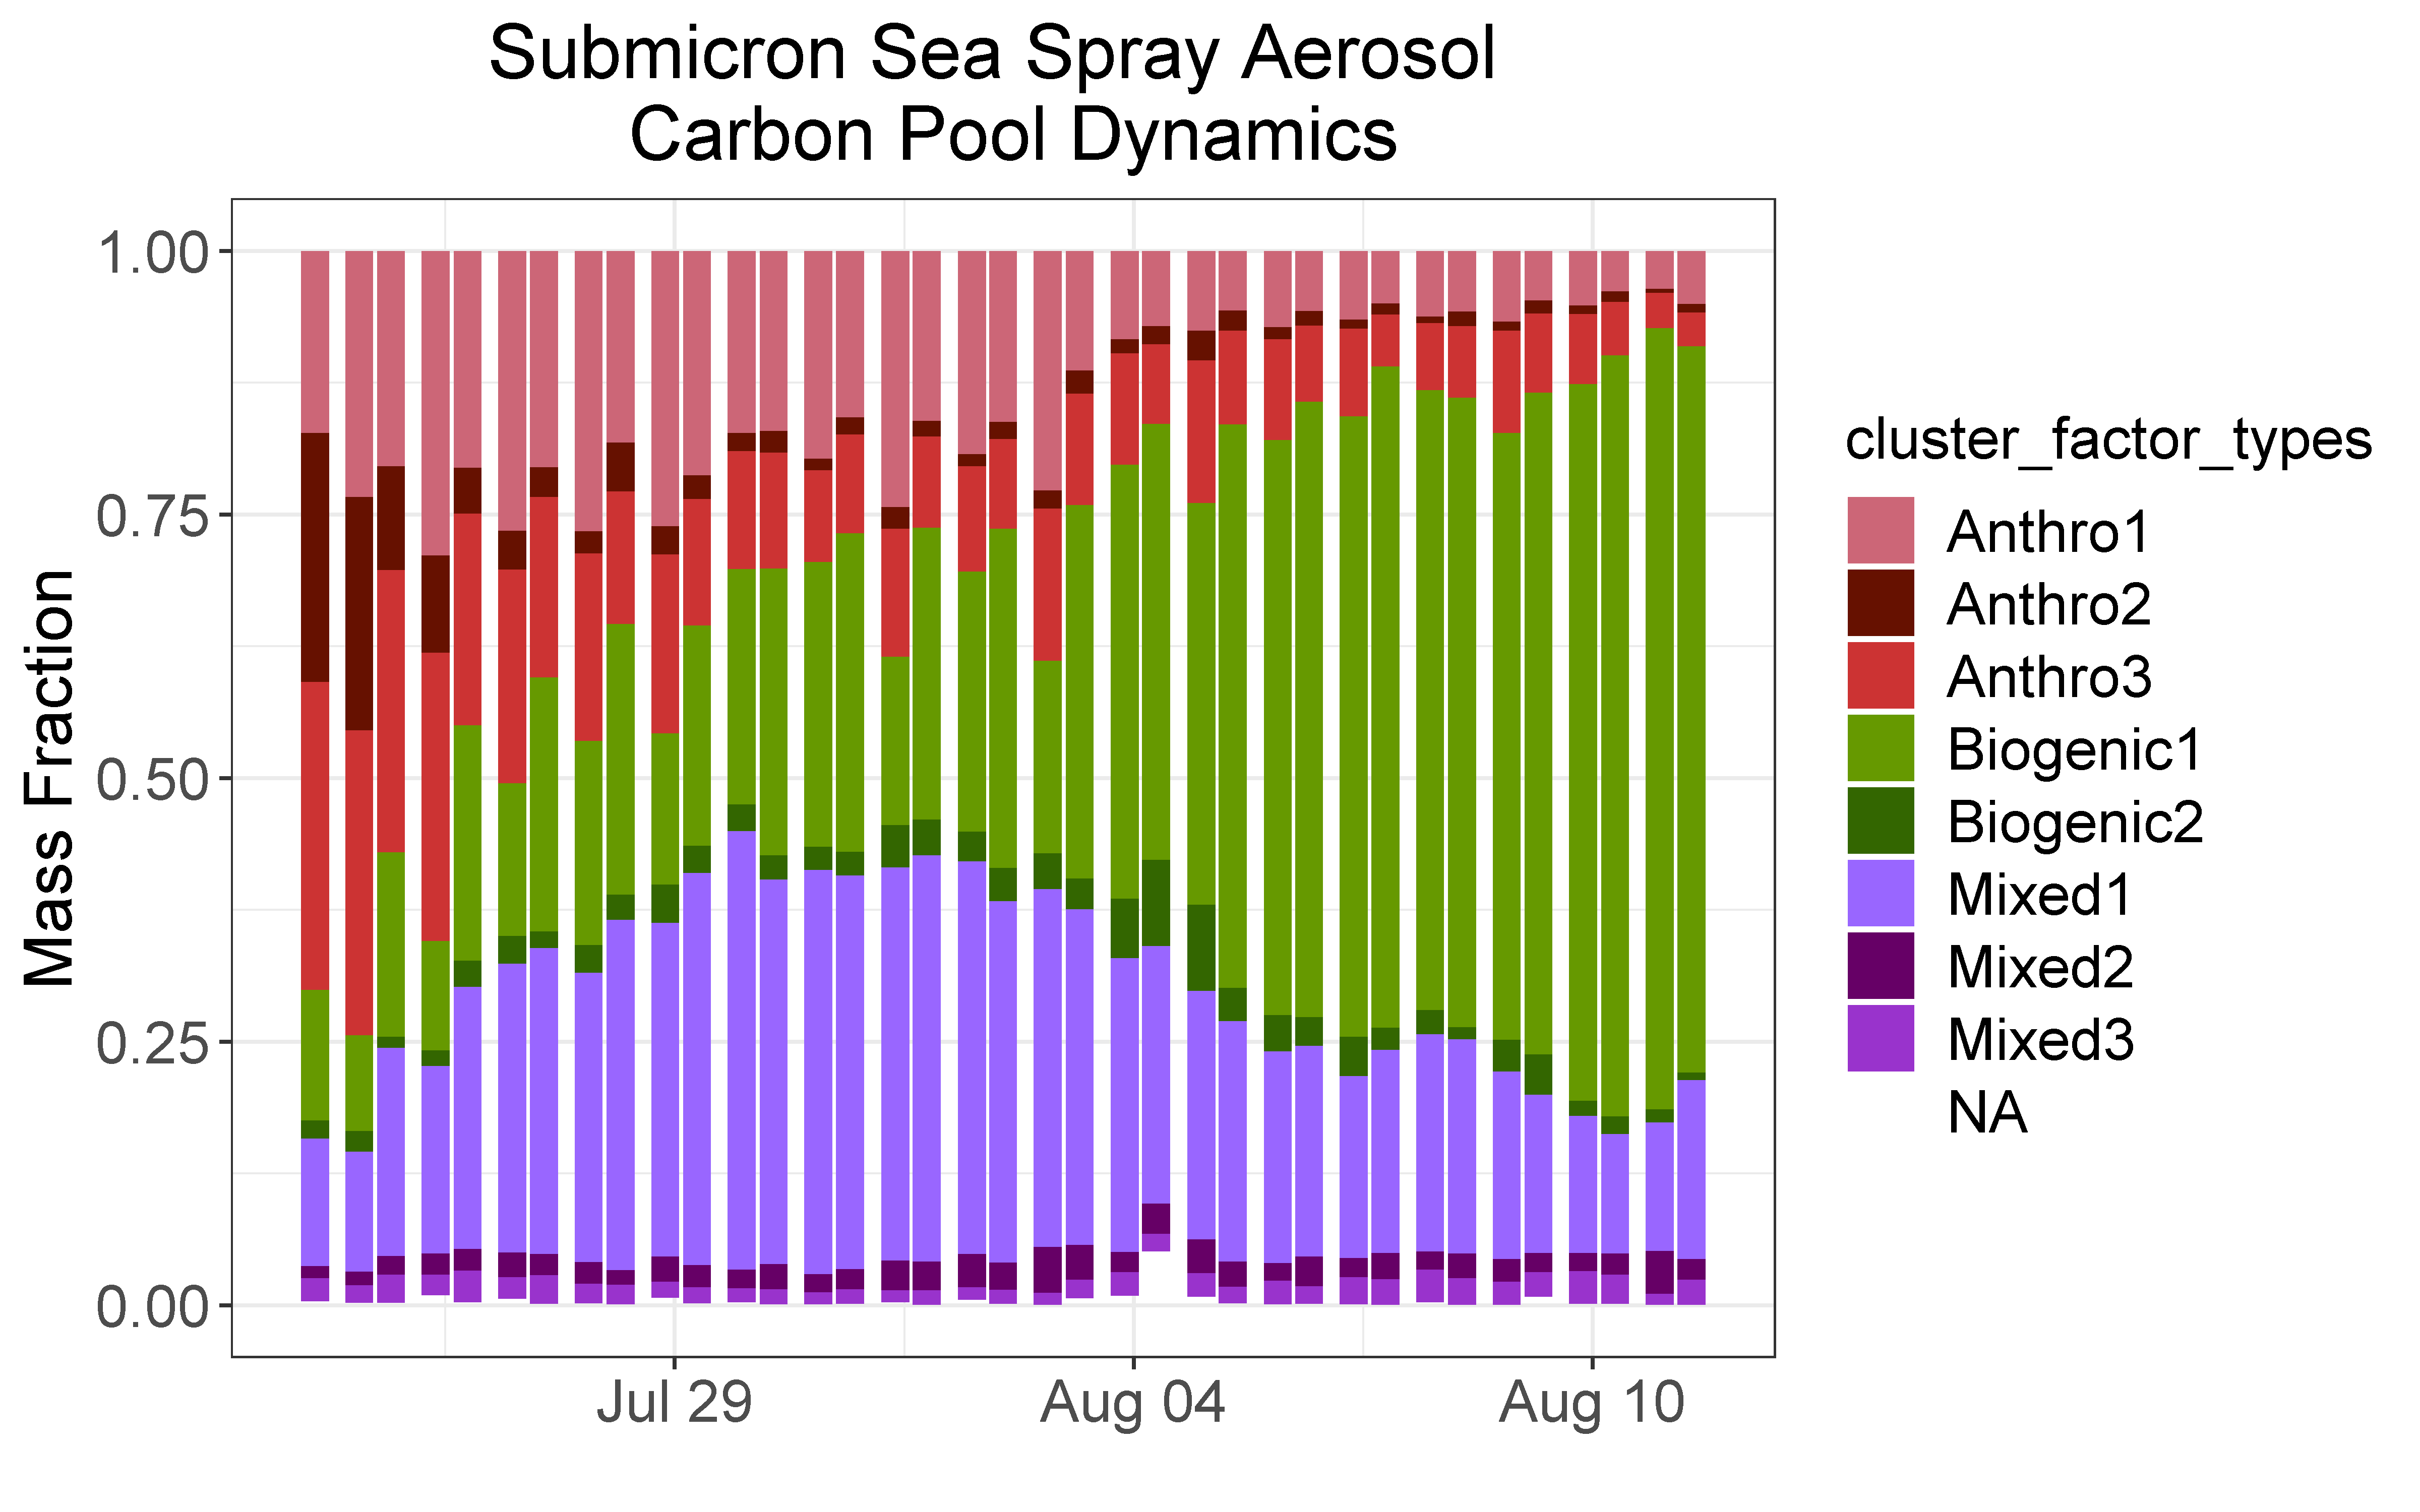 Submicron Sea Spray Aerosol
Carbon Pool Dynamics
Mass Fraction
1.00
0.75
0.50
0.25
0.00
Jul 29
Aug 04
Aug 10
cluster_factor_types
Anthro1
Anthro2
Anthro3
Biogenic1
Biogenic2
Mixed1
Mixed2
Mixed3
NA